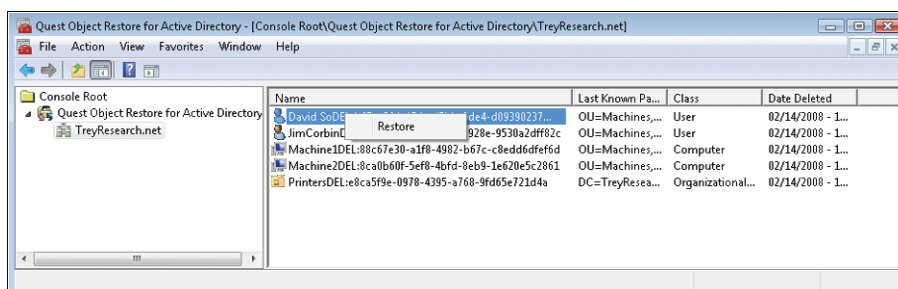 Quest Object Restore for Active Directory - [Console Root\Quest Object Restore for Active Directory\TreyResearch.net]
File Action View Favorites Window Help
Console Root
Quest Object Restore for Active Directory
TreyResearch.net
Name Last Known Pa... Class Date Deleted
David OU=Machines,... User 02/14/2008 - 1...
Restore
928e-9530a2dff82c OU=Machines,... User 02/14/2008 - 1...
Machine1DEL:88c67e30-a1f8-4982-b67c-c8edd6dfef6d OU=Machines,... Computer 02/14/2008 - 1...
Machine2DEL:8ca0b60f-5ef8-4bfd-8eb9-1e620e5c2861 OU=Machines,... Computer 02/14/2008 - 1...
PrintersDEL:e8ca5f9e-0978-4395-a768-9fd65e721d4a DC=TreyResea... Organizational... 02/14/2008 - 1...